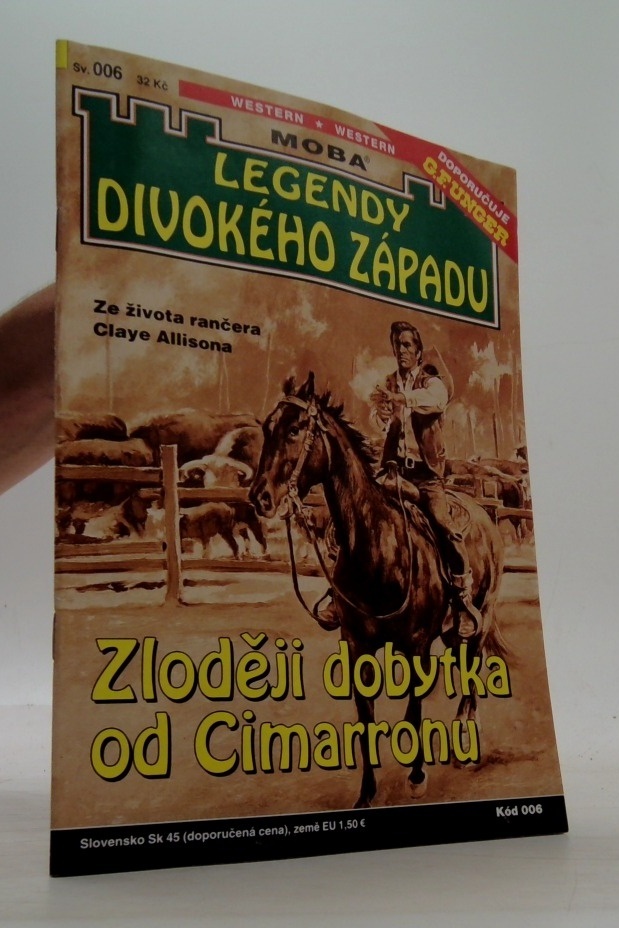 Sv. 006 32 Kč
WESTERN ★ WESTERN
DOPORUČUJE
G.F. UNGER
MOBA®
LEGENDY
DIVOKÉHO ZÁPADU
Ze života rančera
Claye Allisona
Zloději dobytka
od Cimarronu
Slovensko Sk 45 (doporučená cena), země EU 1,50 €
Kód 006